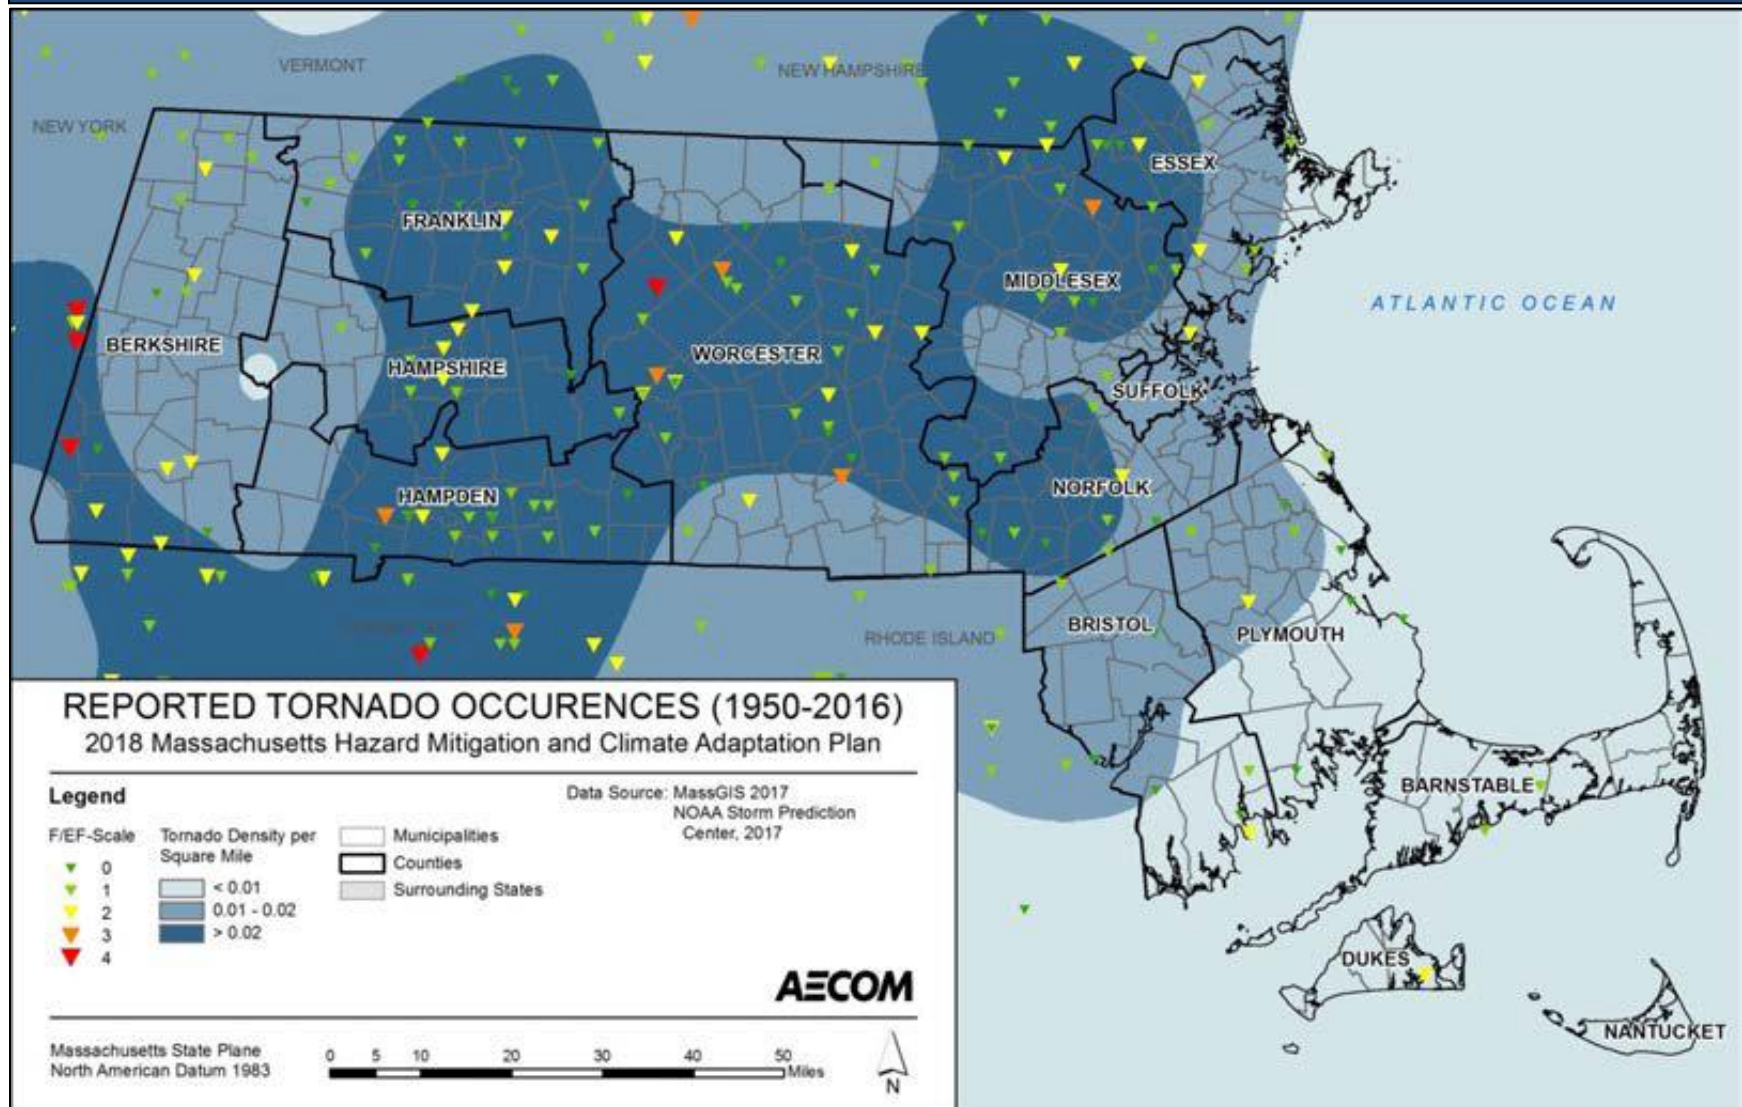 VERMONT
NEW HAMPSHIRE
NEW YORK
ESSEX
FRANKLIN
MIDDLESEX
ATLANTIC OCEAN
BERKSHIRE
WORCESTER
HAMPSHIRE
SUFFOLK
HAMPDEN
NORFOLK
BRISTOL
PLYMOUTH
RHODE ISLAND
BARNSTABLE
DUKES
NANTUCKET
REPORTED TORNADO OCCURENCES (1950-2016)
2018 Massachusetts Hazard Mitigation and Climate Adaptation Plan
Legend
F/EF-Scale
0
1
2
3
4
Tornado Density per
Square Mile
< 0.01
0.01 - 0.02
> 0.02
Municipalities
Counties
Surrounding States
Data Source: MassGIS 2017
NOAA Storm Prediction
Center, 2017
AECOM
Massachusetts State Plane
North American Datum 1983
0 5 10 20 30 40 50
Miles
N